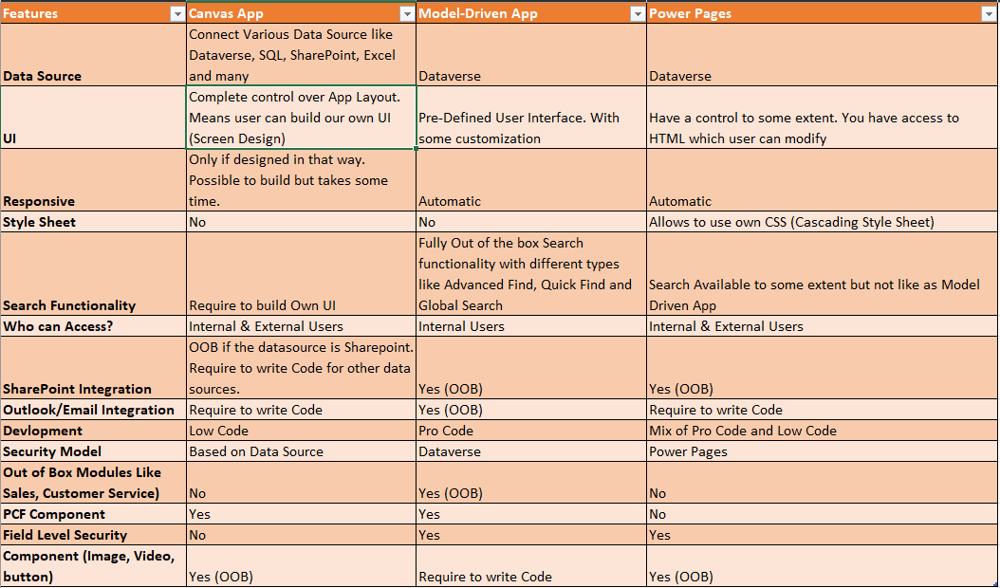 Features Canvas App Model-Driven App Power Pages
Connect Various Data Source like
Dataverse, SQL, SharePoint, Excel
Data Source and many Dataverse Dataverse
Complete control over App Layout.
Means user can build our own UI Pre-Defined User Interface. With Have a control to some extent. You have access to
UI (Screen Design) some customization HTML which user can modify
Only if designed in that way.
Possible to build but takes some
Responsive time. Automatic Automatic
Style Sheet No No Allows to use own CSS (Cascading Style Sheet)
Fully Out of the box Search
functionality with different types
like Advanced Find, Quick Find and Search Available to some extent but not like as Model
Search Functionality Require to build Own UI Global Search Driven App
Who can Access? Internal & External Users Internal Users Internal & External Users
OOB if the datasource is Sharepoint.
Require to write Code for other data
SharePoint Integration sources. Yes (OOB) Yes (OOB)
Outlook/Email Integration Require to write Code Yes (OOB) Require to write Code
Devlopment Low Code Pro Code Mix of Pro Code and Low Code
Security Model Based on Data Source Dataverse Power Pages
Out of Box Modules Like
Sales, Customer Service) No Yes (OOB) No
PCF Component Yes Yes No
Field Level Security No Yes Yes
Component (Image, Video,
button) Yes (OOB) Require to write Code Yes (OOB)